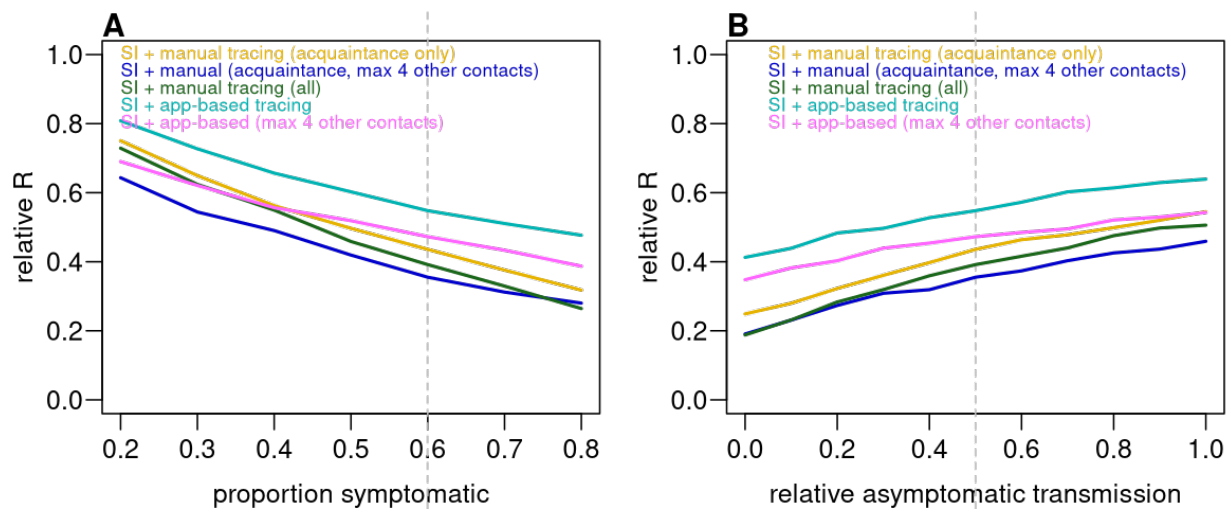 A
SI + manual tracing (acquaintance only)
SI + manual (acquaintance, max 4 other contacts)
SI + manual tracing (all)
SI + app-based tracing
SI + app-based (max 4 other contacts)
1.0
0.8
0.6
0.4
0.2
0.0
relative R
0.2 0.3 0.4 0.5 0.6 0.7 0.8
proportion symptomatic
B
SI + manual tracing (acquaintance only)
SI + manual (acquaintance, max 4 other contacts)
SI + manual tracing (all)
SI + app-based tracing
SI + app-based (max 4 other contacts)
1.0
0.8
0.6
0.4
0.2
0.0
relative R
0.0 0.2 0.4 0.6 0.8 1.0
relative asymptomatic transmission